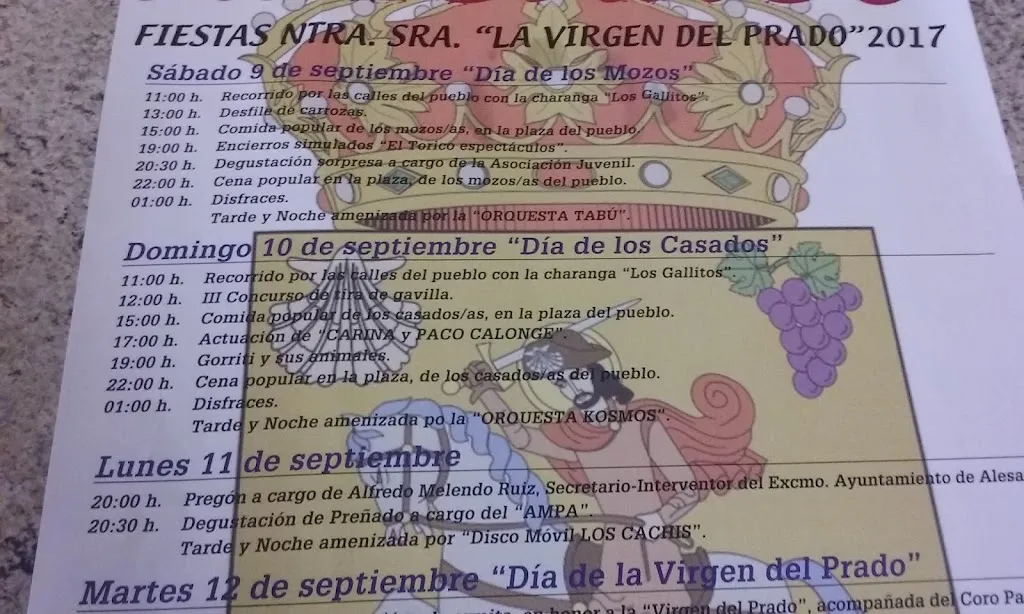 FIESTAS NTRA. SRA. “LA VIRGEN DEL PRADO” 2017
Sábado 9 de septiembre “Día de los Mozos”
11:00 h. Recorrido por las calles del pueblo con la charanga “Los Gallitos”.
13:00 h. Desfile de carrozas.
15:00 h. Comida popular de los mozos/as, en la plaza del pueblo.
19:00 h. Encierros simulados “El Torico espectáculos”.
20:30 h. Degustación sorpresa a cargo de la Asociación Juvenil.
22:00 h. Cena popular en la plaza, de los mozos/as del pueblo.
01:00 h. Disfraces.
Tarde y Noche amenizada por la “ORQUESTA TABÚ”.
Domingo 10 de septiembre “Día de los Casados”
11:00 h. Recorrido por las calles del pueblo con la charanga “Los Gallitos”.
12:00 h. III Concurso de tira de gavilla.
15:00 h. Comida popular de los casados/as, en la plaza del pueblo.
17:00 h. Actuación de “CARINA y PACO CALONGE”.
19:00 h. Gorriti y sus animales.
22:00 h. Cena popular en la plaza, de los casados/as del pueblo.
01:00 h. Disfraces.
Tarde y Noche amenizada po la “ORQUESTA KOSMOS”.
Lunes 11 de septiembre
20:00 h. Pregón a cargo de Alfredo Melendo Ruiz, Secretario-Interventor del Excmo. Ayuntamiento de Alesa
20:30 h. Degustación de Preñado a cargo del “AMPA”.
Tarde y Noche amenizada por “Disco Móvil LOS CACHIS”.
Martes 12 de septiembre “Día de la Virgen del Prado”
en honor a la “Virgen del Prado”, acompañada del Coro Pa